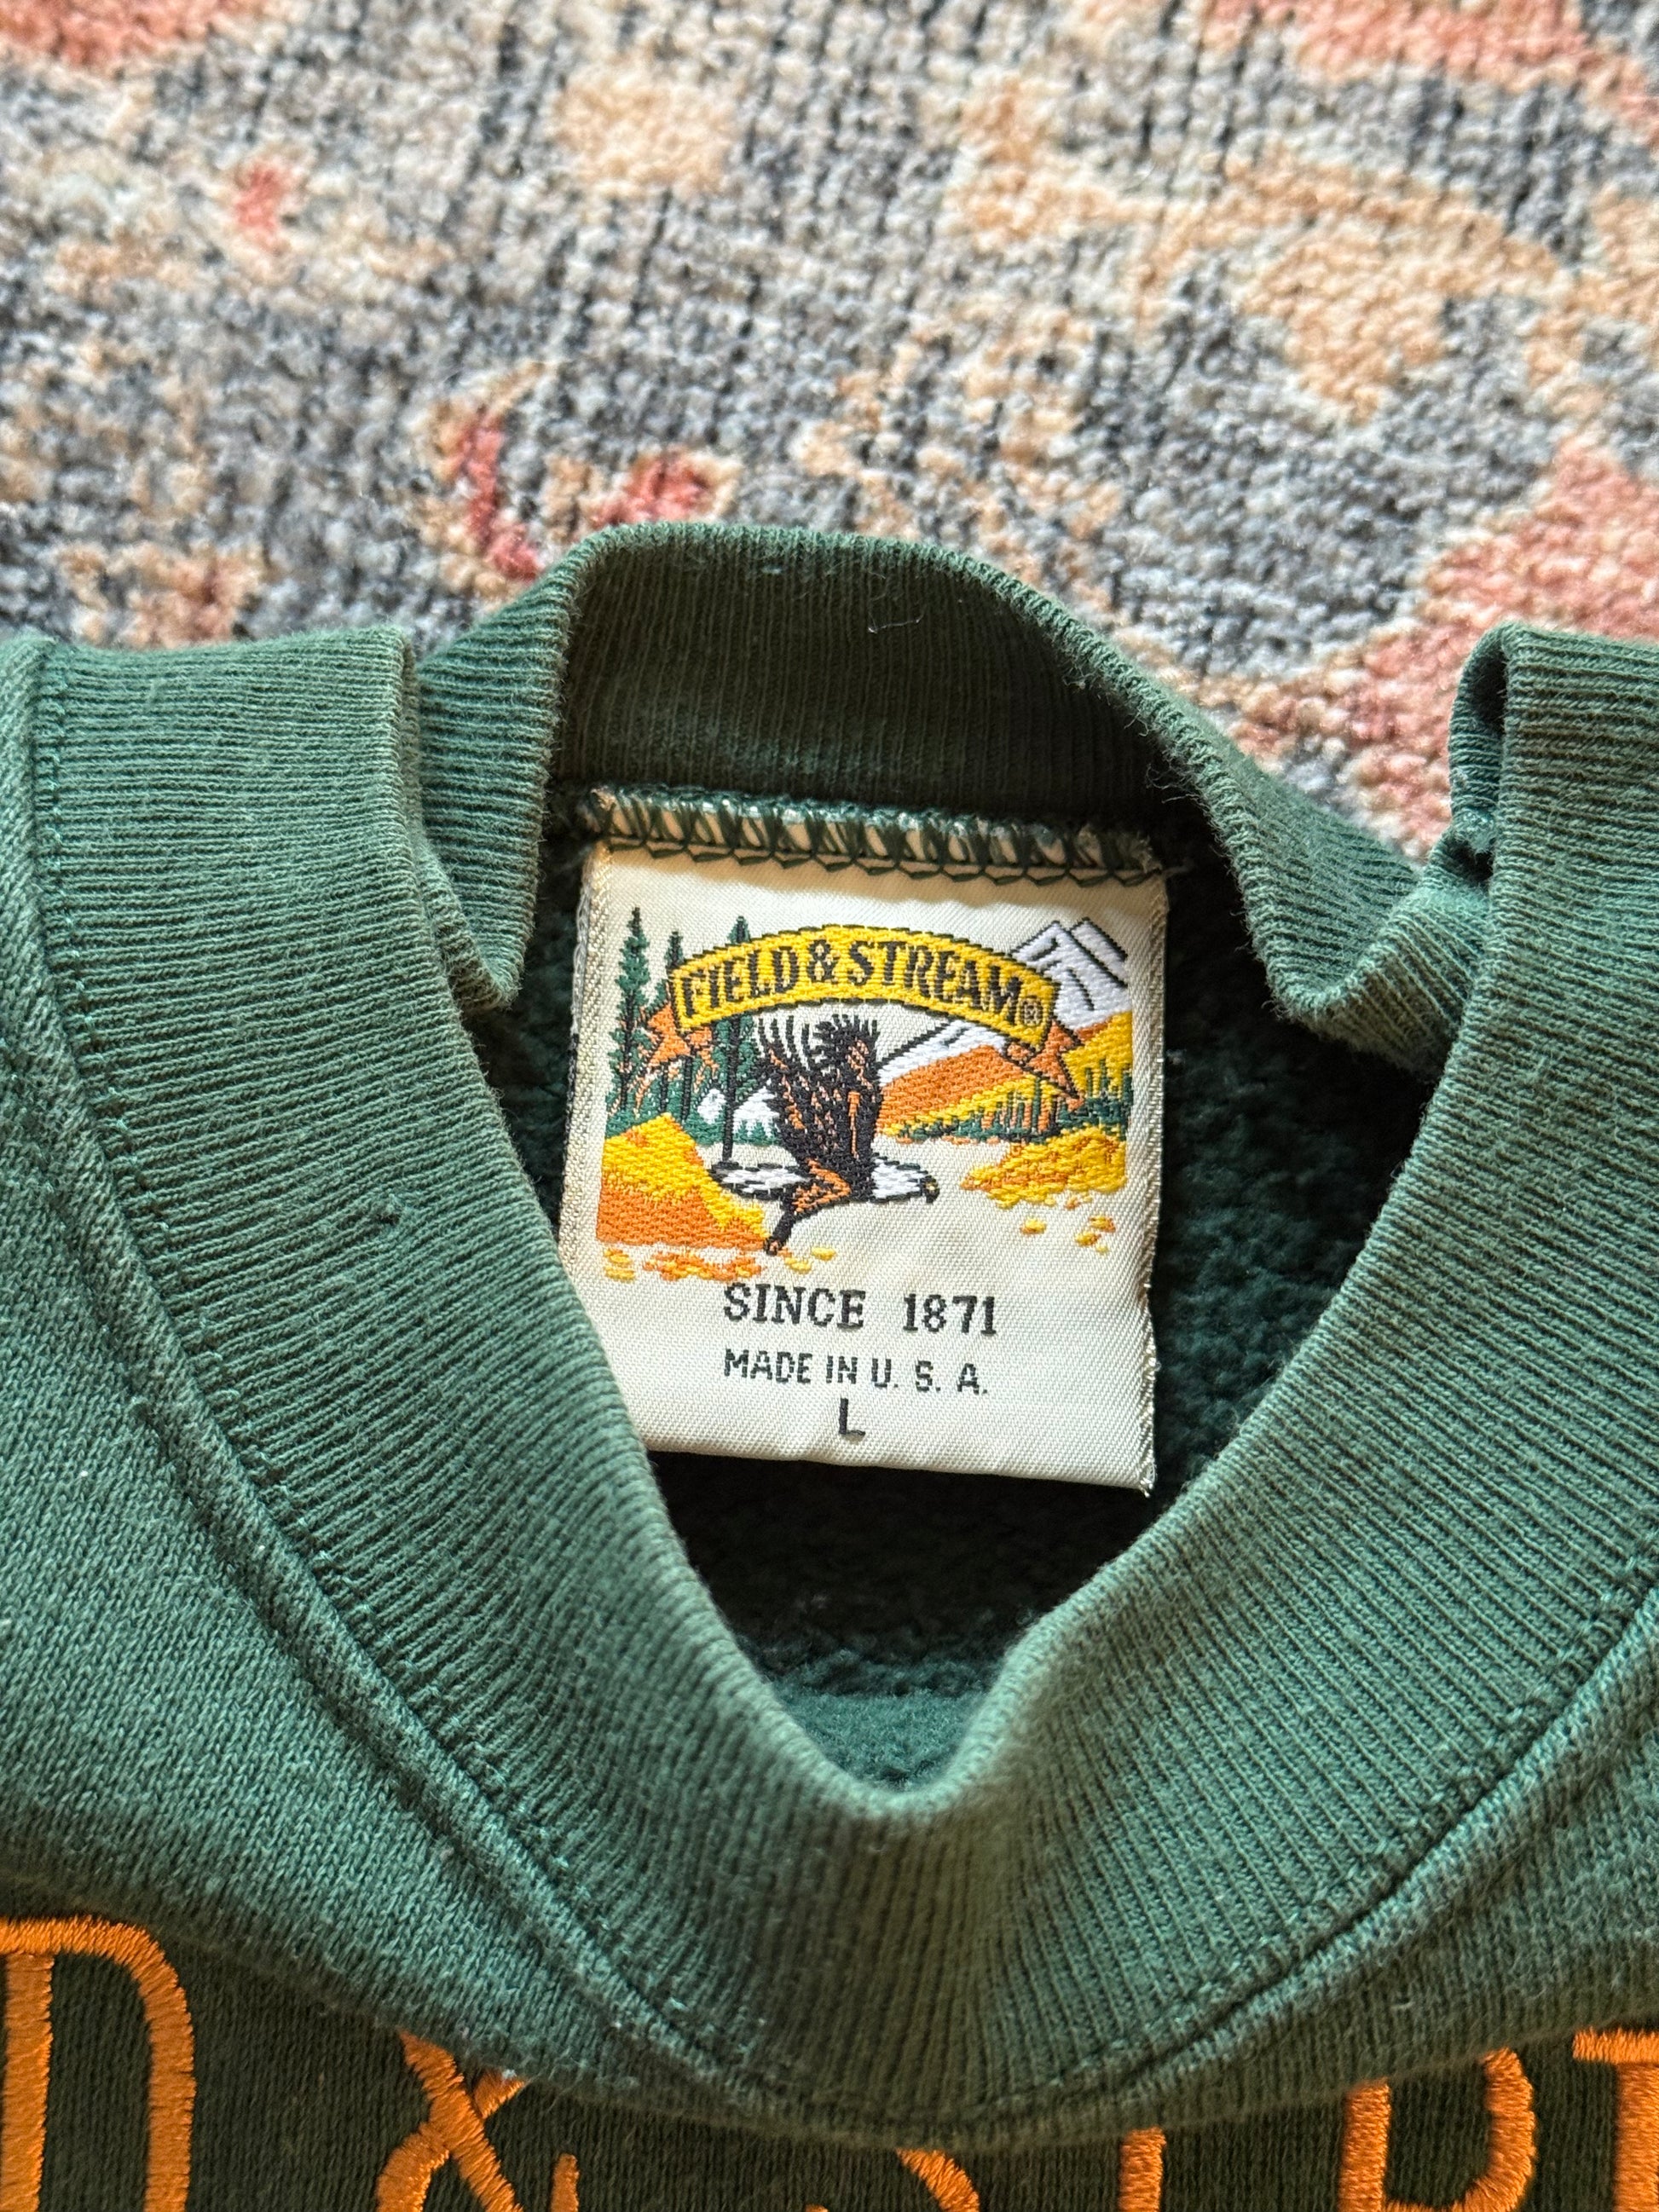 FIELD & STREAM®
SINCE 1871
MADE IN U. S. A.
L
D &